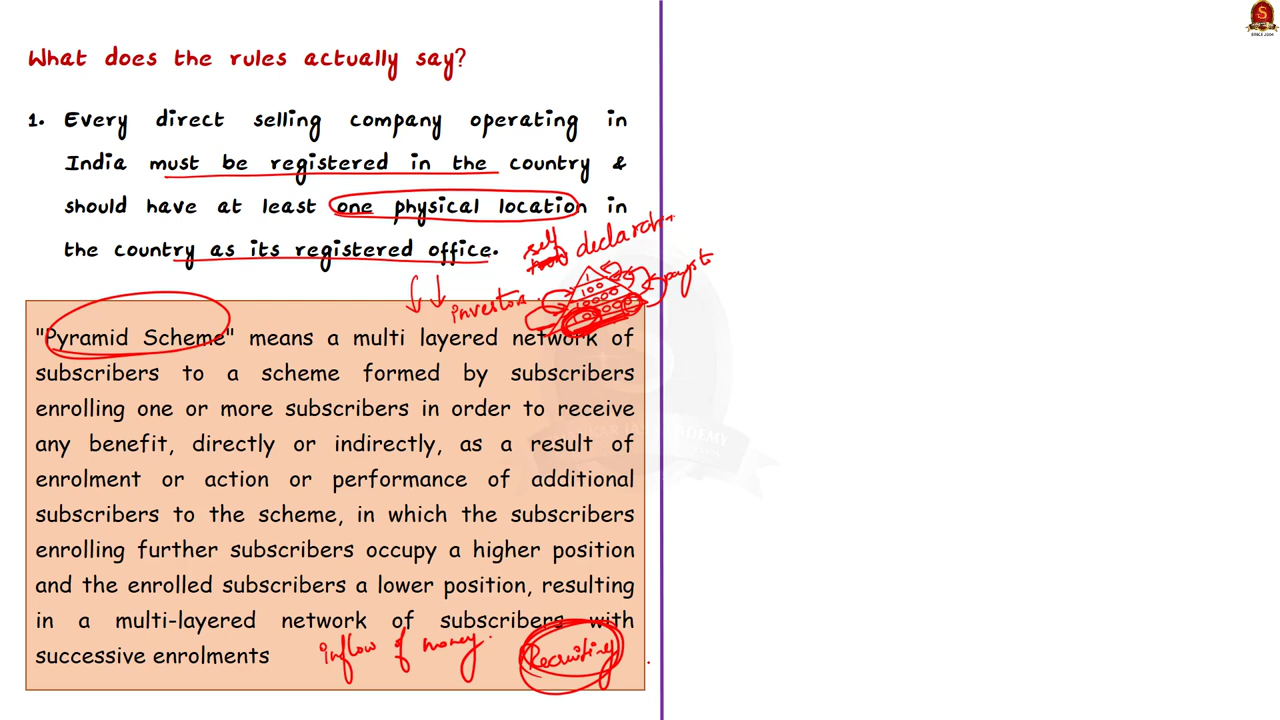 What does the rules actually say?
1. Every direct selling company operating in
India must be registered in the country &
should have at least one physical location in
the country as its registered office.
self declaration
investor
"Pyramid Scheme" means a multi layered network of
subscribers to a scheme formed by subscribers
enrolling one or more subscribers in order to receive
any benefit, directly or indirectly, as a result of
enrolment or action or performance of additional
subscribers to the scheme, in which the subscribers
enrolling further subscribers occupy a higher position
and the enrolled subscribers a lower position, resulting
in a multi-layered network of subscribers with
successive enrolments
inflow of money.
Recruiting
S
SINCE 2004